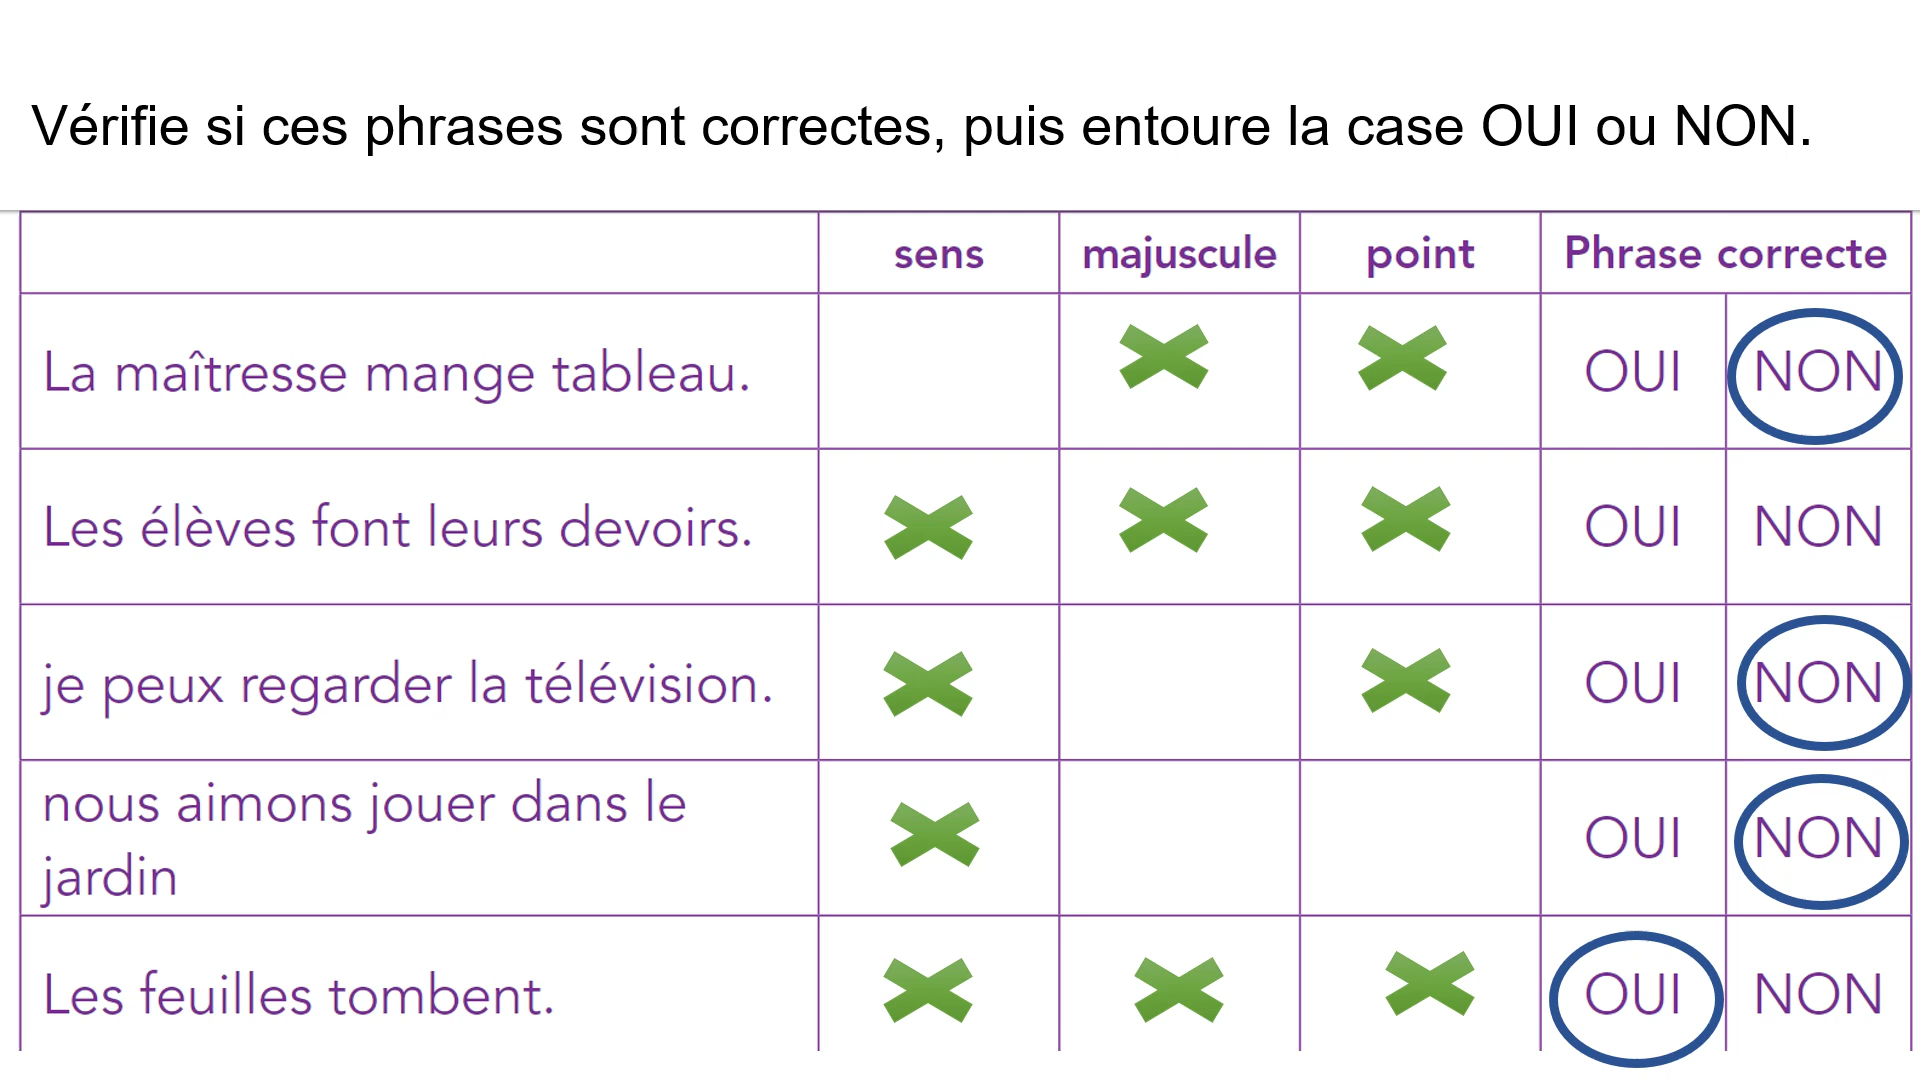 Vérifie si ces phrases sont correctes, puis entoure la case OUI ou NON.
sens majuscule point Phrase correcte
La maîtresse mange tableau. OUI NON
Les élèves font leurs devoirs. OUI NON
je peux regarder la télévision. OUI NON
nous aimons jouer dans le
jardin OUI NON
Les feuilles tombent. OUI NON